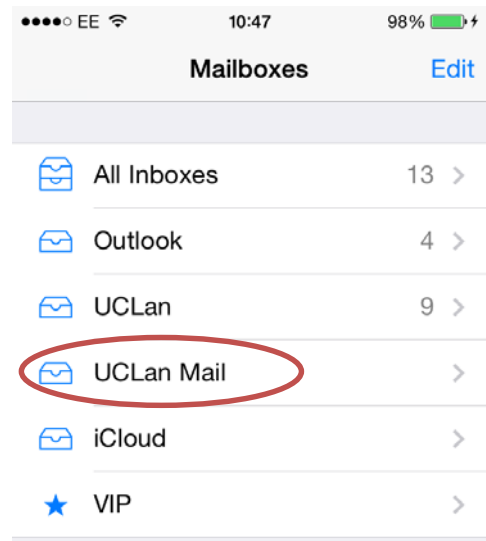 EE 10:47 98%
Mailboxes Edit
All Inboxes 13
Outlook 4
UCLan 9
UCLan Mail
iCloud
VIP